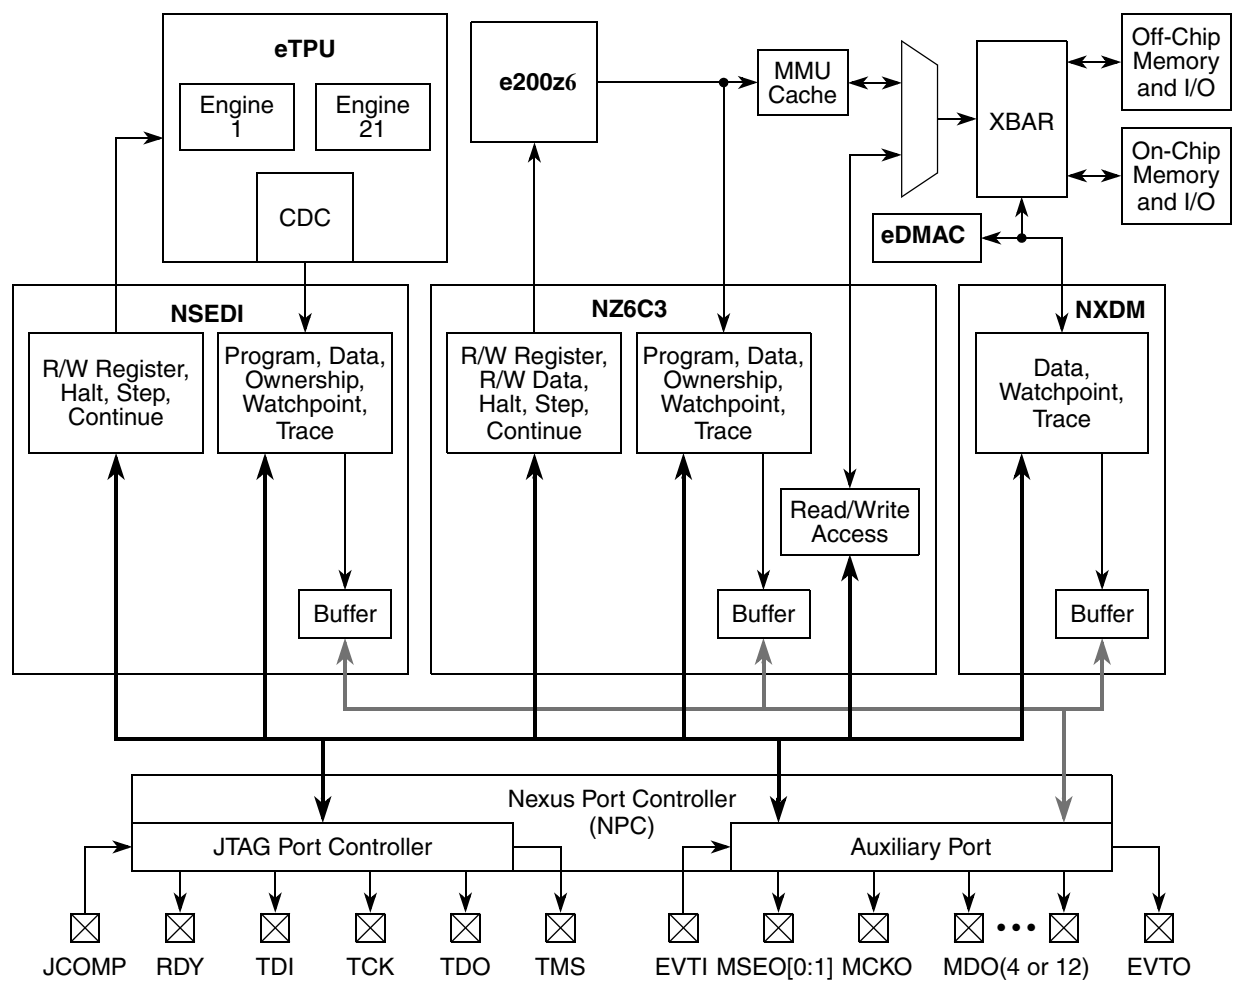 eTPU
Engine
1
Engine
21
CDC
e200z6
MMU
Cache
XBAR
Off-Chip
Memory
and I/O
On-Chip
Memory
and I/O
eDMAC
NSEDI
R/W Register,
Halt, Step,
Continue
Program, Data,
Ownership,
Watchpoint,
Trace
Buffer
NZ6C3
R/W Register,
R/W Data,
Halt, Step,
Continue
Program, Data,
Ownership,
Watchpoint,
Trace
Read/Write
Access
Buffer
NXDM
Data,
Watchpoint,
Trace
Buffer
Nexus Port Controller
(NPC)
JTAG Port Controller
Auxiliary Port
JCOMP
RDY
TDI
TCK
TDO
TMS
EVTI
MSEO[0:1]
MCKO
MDO(4 or 12)
EVTO